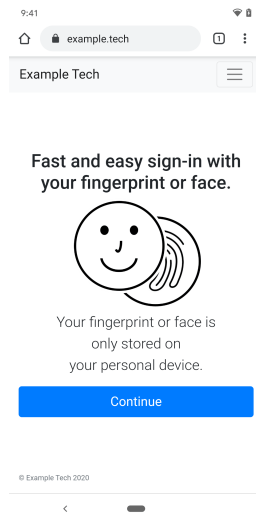 9:41
example.tech
1
Example Tech
Fast and easy sign-in with
your fingerprint or face.
Your fingerprint or face is
only stored on
your personal device.
Continue
© Example Tech 2020